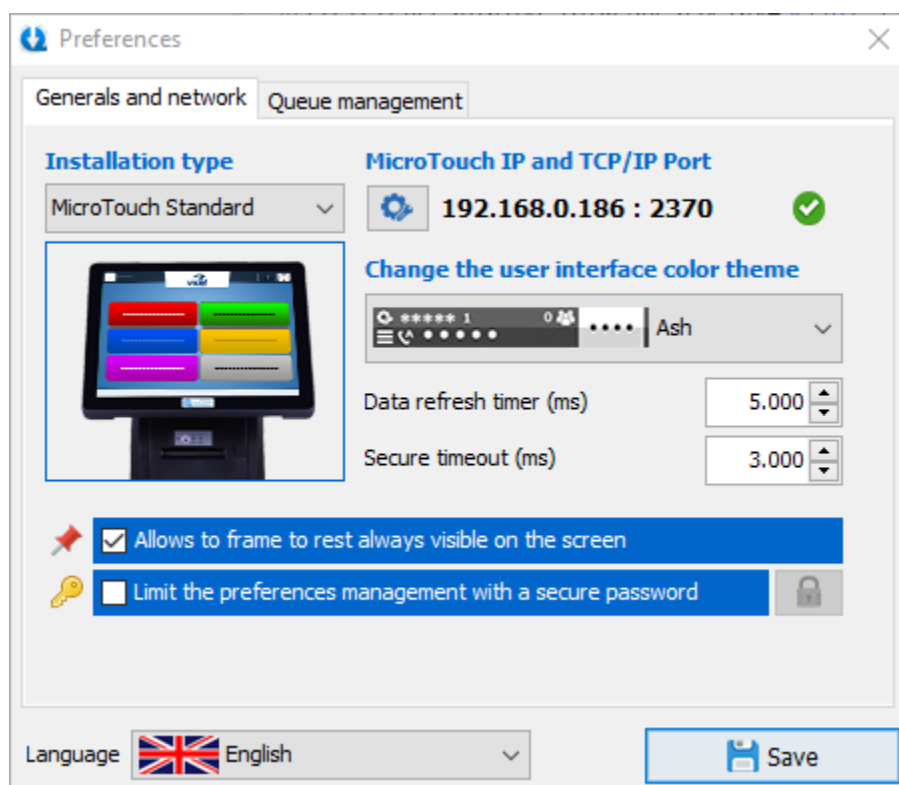 Preferences
Generals and network
Queue management
Installation type
MicroTouch Standard
MicroTouch IP and TCP/IP Port
192.168.0.186 : 2370
Change the user interface color theme
***** 1 0
Ash
Data refresh timer (ms)
5.000
Secure timeout (ms)
3.000
Allows to frame to rest always visible on the screen
Limit the preferences management with a secure password
Language
English
Save